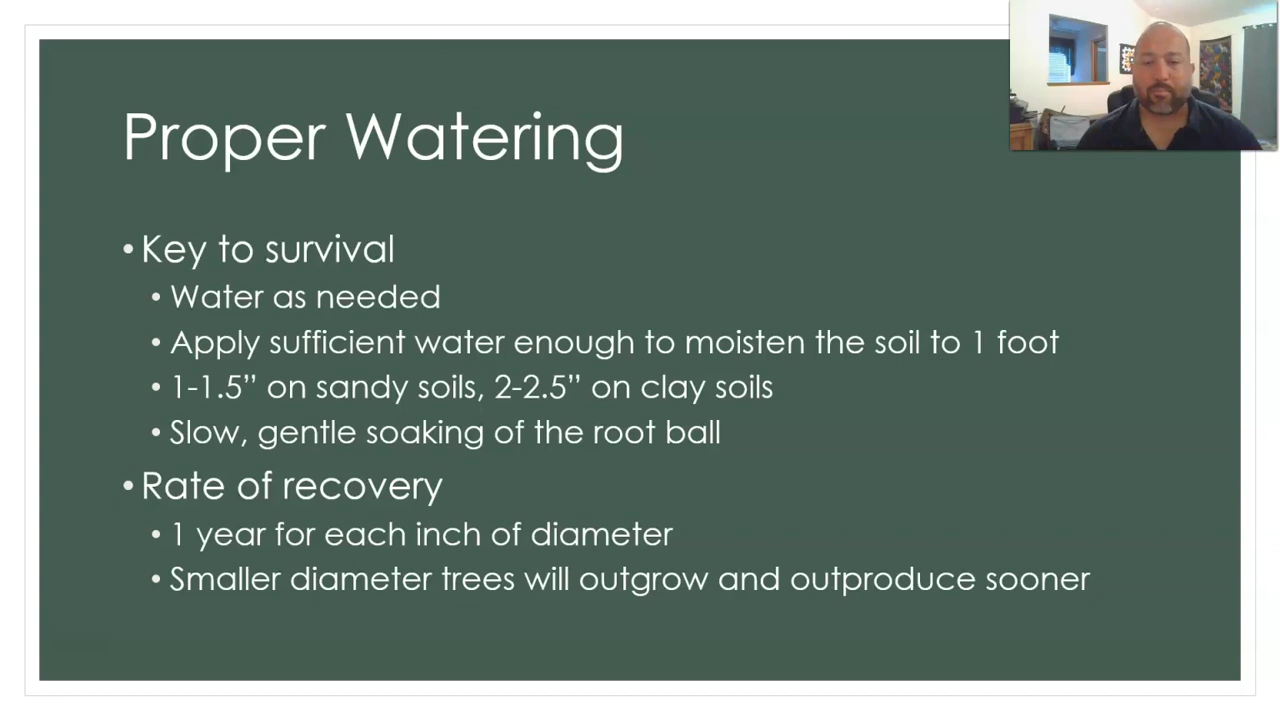 Proper Watering
• Key to survival
• Water as needed
• Apply sufficient water enough to moisten the soil to 1 foot
• 1-1.5” on sandy soils, 2-2.5” on clay soils
• Slow, gentle soaking of the root ball
• Rate of recovery
• 1 year for each inch of diameter
• Smaller diameter trees will outgrow and outproduce sooner